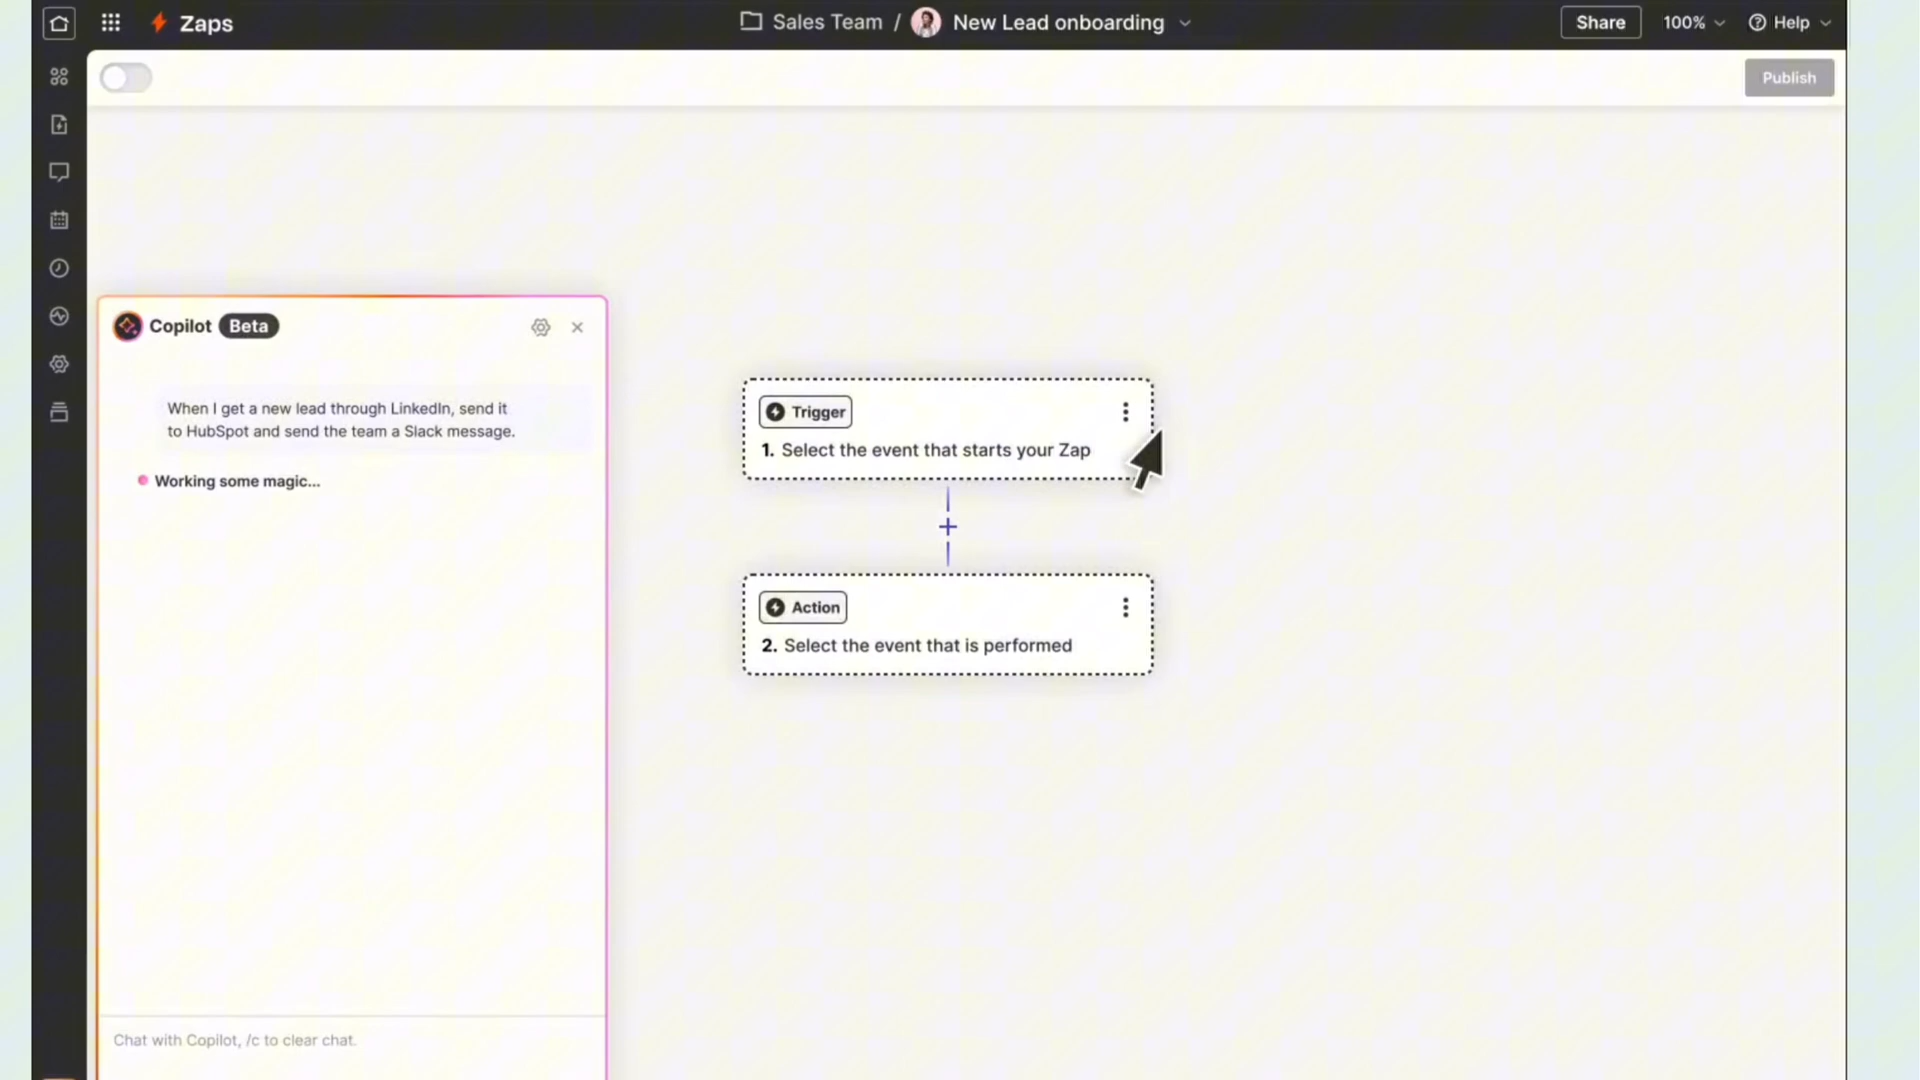 Zaps
Sales Team / New Lead onboarding
Share
100%
Help
Publish
Copilot Beta
When I get a new lead through LinkedIn, send it
to HubSpot and send the team a Slack message.
Working some magic...
Chat with Copilot, /c to clear chat.
Trigger
1. Select the event that starts your Zap
Action
2. Select the event that is performed